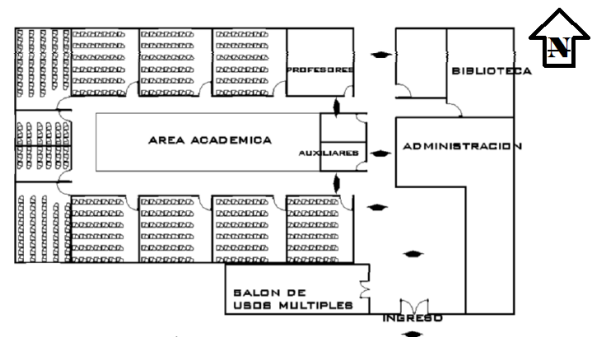 N
PROFESORES
BIBLIOTECA
AREA ACADEMICA
AUXILIARES
ADMINISTRACION
SALON DE
USOS MULTIPLES
INGRESO